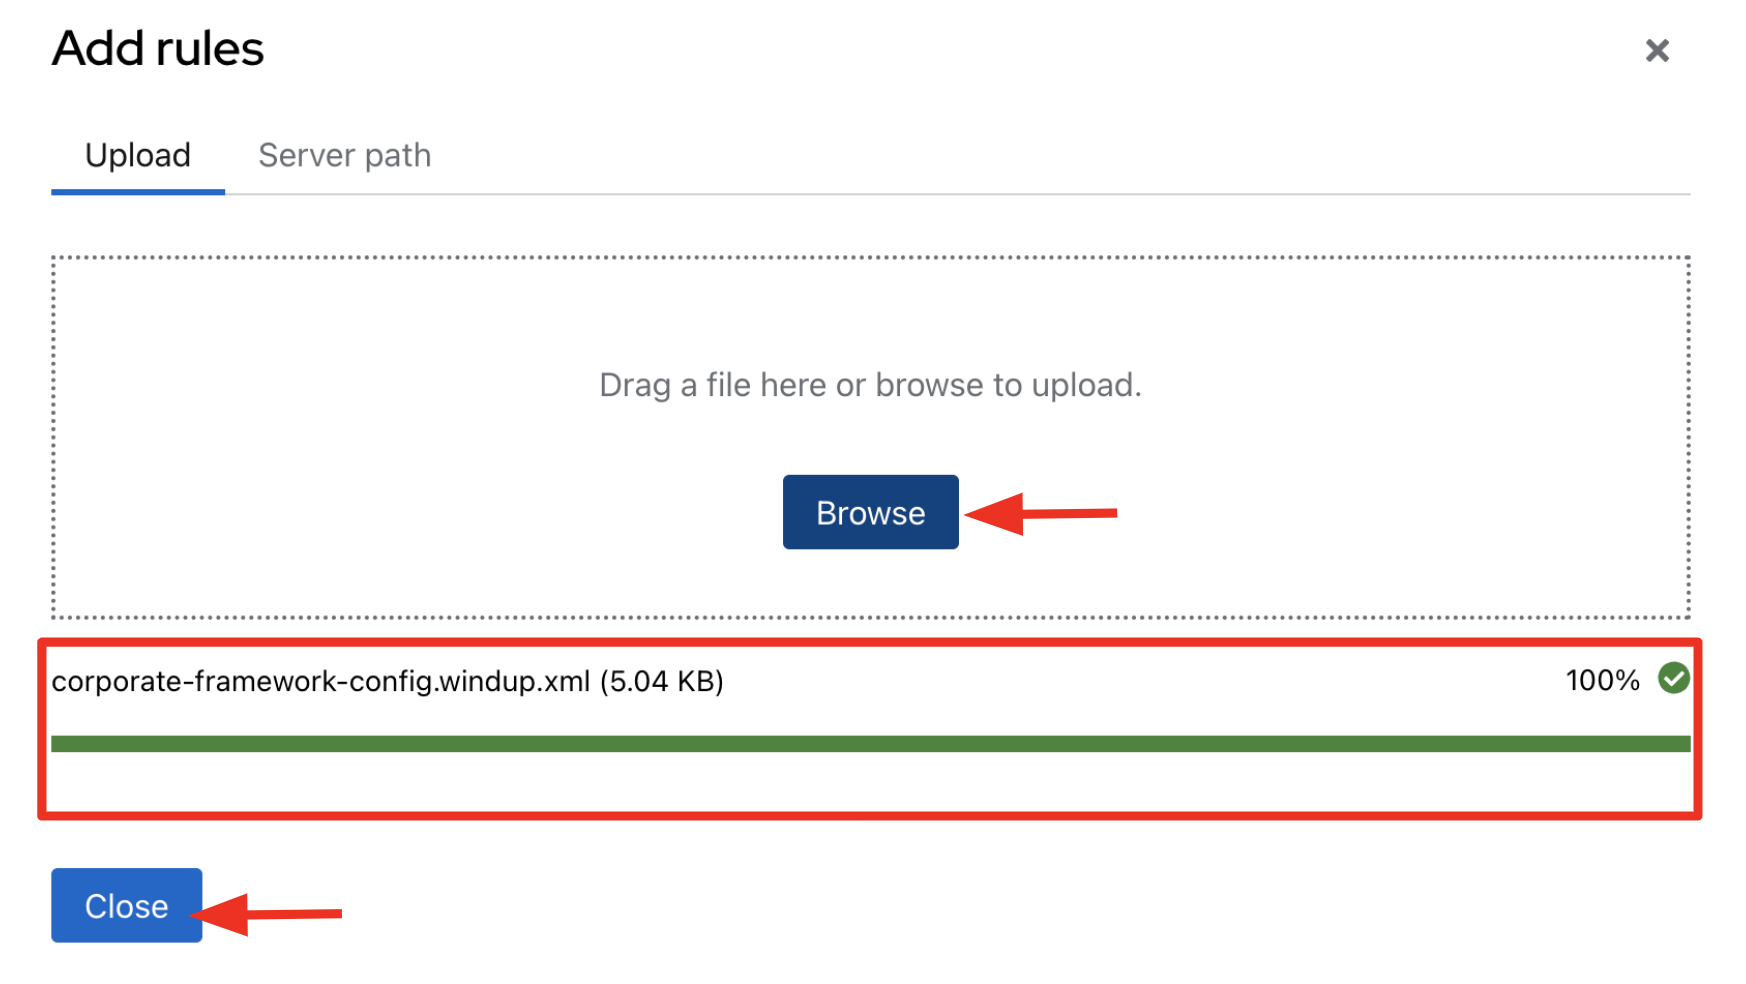 Add rules
Upload
Server path
Drag a file here or browse to upload.
Browse
corporate-framework-config.windup.xml (5.04 KB)
100%
Close